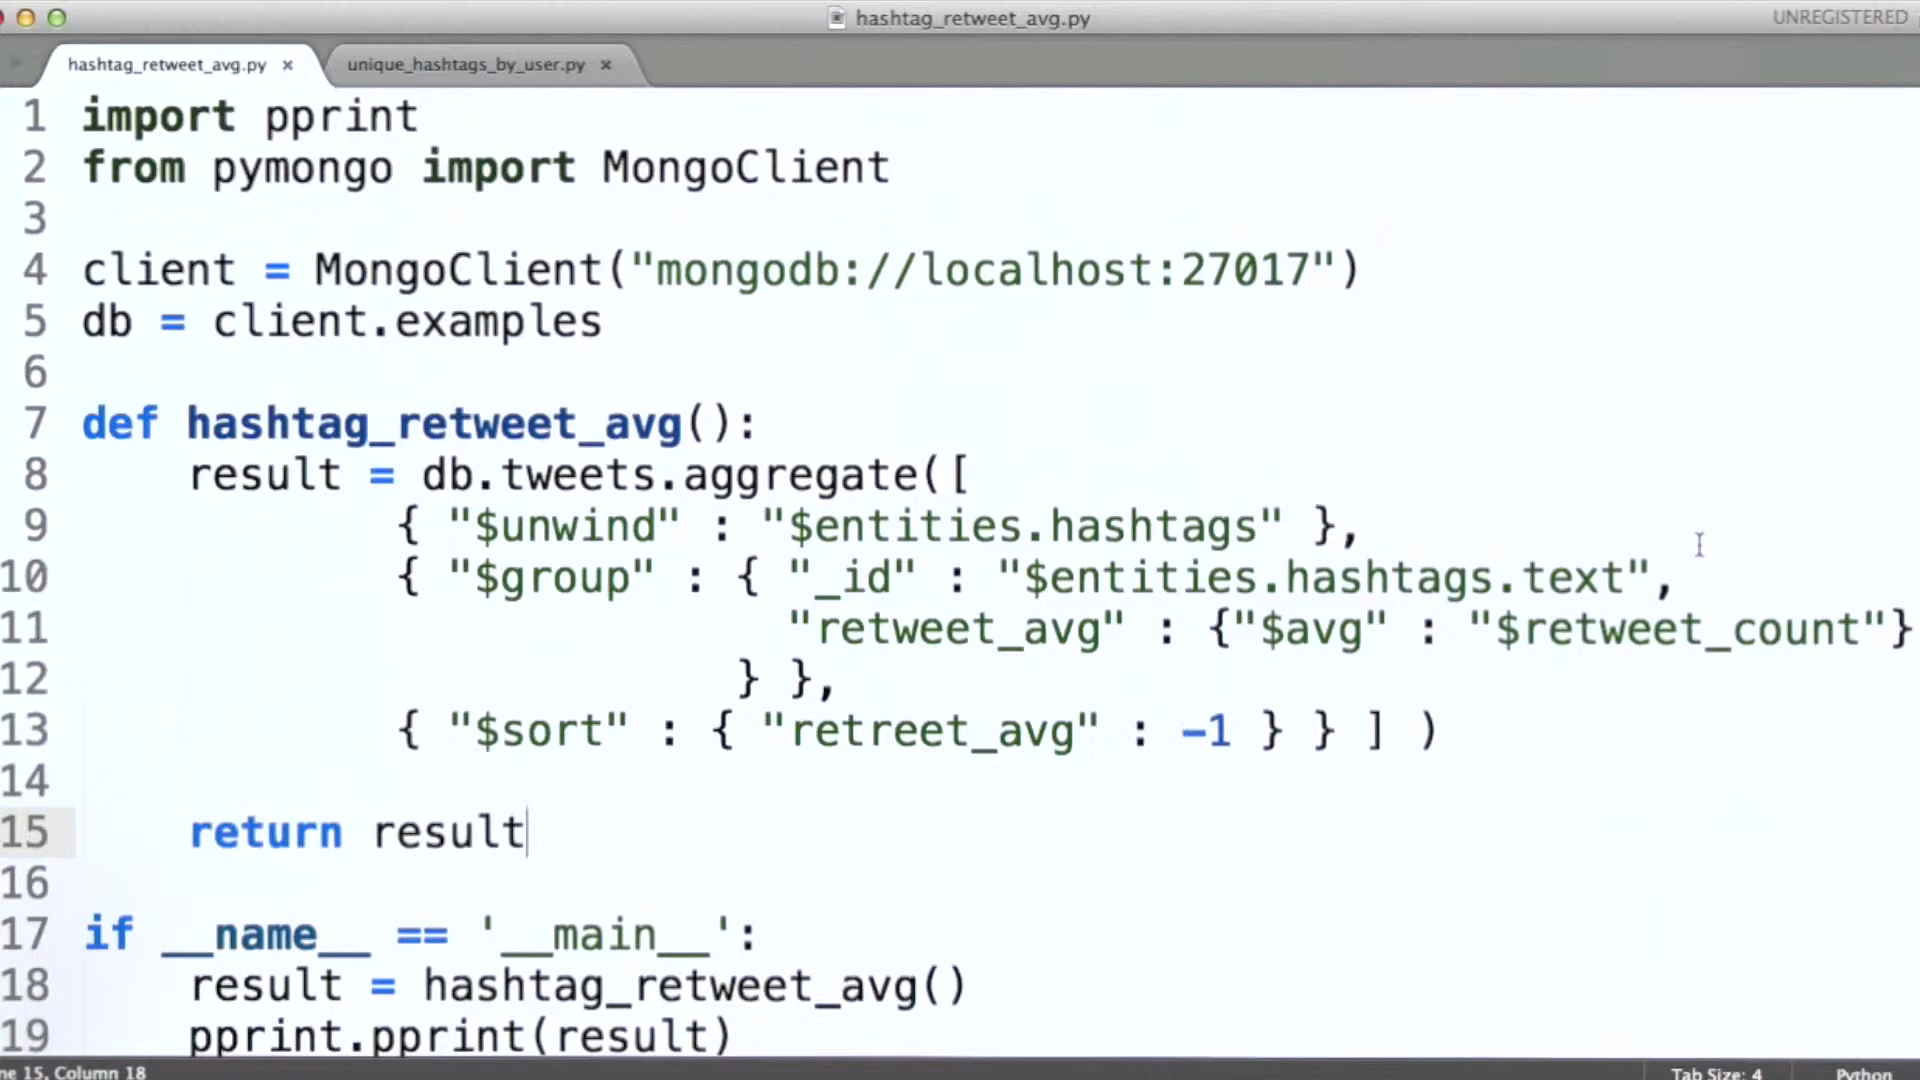 hashtag_retweet_avg.py
UNREGISTERED
hashtag_retweet_avg.py ×
unique_hashtags_by_user.py ×
1 import pprint
2 from pymongo import MongoClient
3
4 client = MongoClient("mongodb://localhost:27017")
5 db = client.examples
6
7 def hashtag_retweet_avg():
8     result = db.tweets.aggregate([
9             { "$unwind" : "$entities.hashtags" },
10             { "$group" : { "_id" : "$entities.hashtags.text",
11                            "retweet_avg" : {"$avg" : "$retweet_count"}
12                          } },
13             { "$sort" : { "retreet_avg" : -1 } } ] )
14
15     return result
16
17 if __name__ == '__main__':
18     result = hashtag_retweet_avg()
19     pprint.pprint(result)
ne 15, Column 18
Tab Size: 4
Python